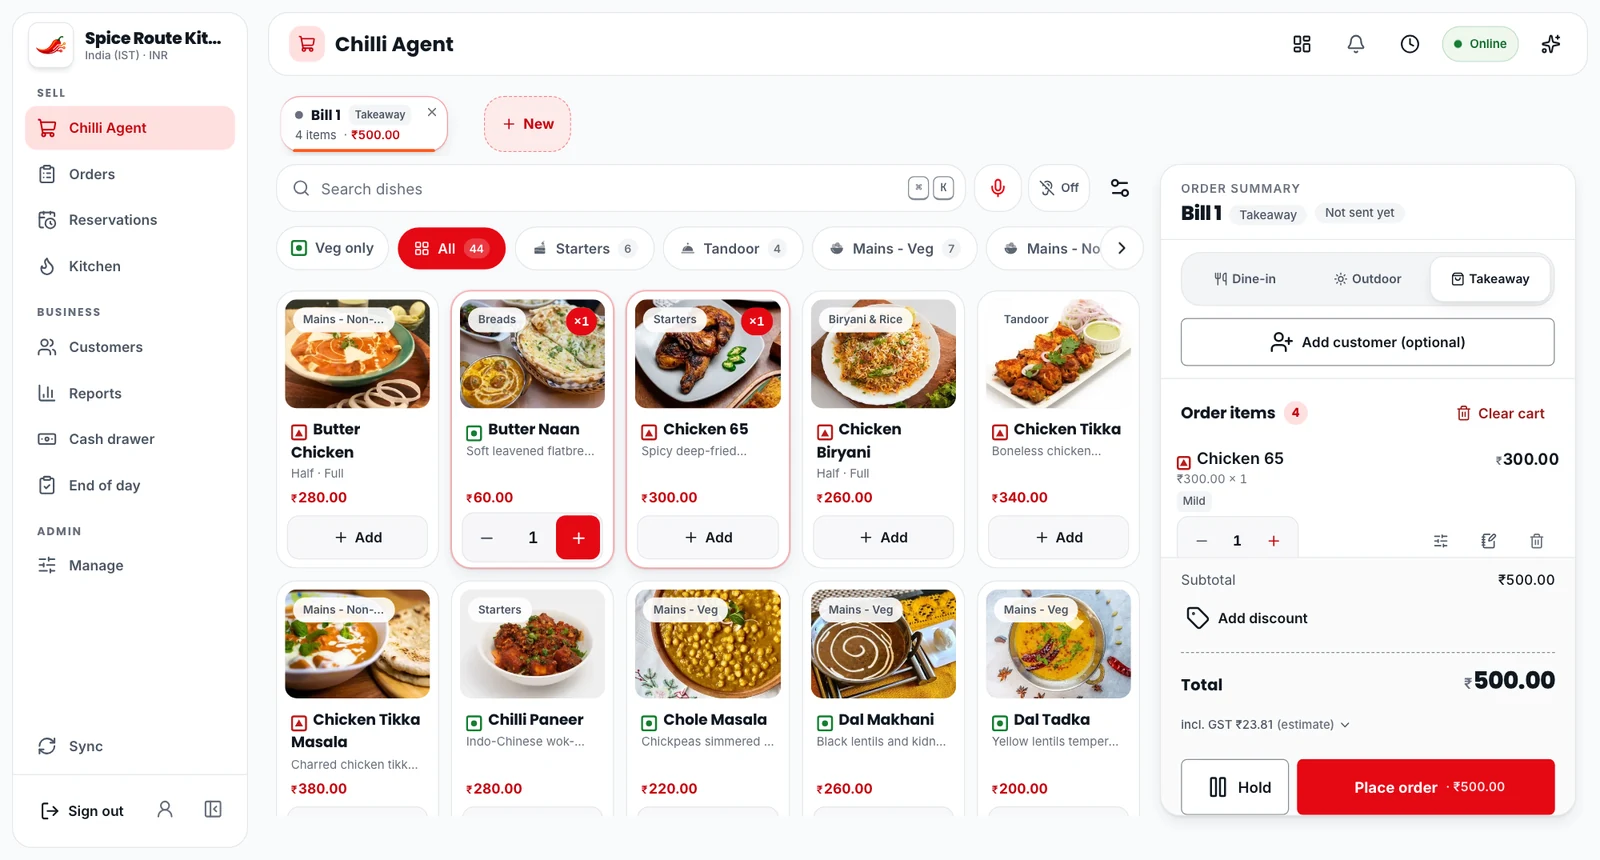 Spice Route Kit...
India (IST) · INR
SELL
Chilli Agent
Orders
Reservations
Kitchen
BUSINESS
Customers
Reports
Cash drawer
End of day
ADMIN
Manage
Sync
Sign out
Chilli Agent
Online
Bill 1 Takeaway
4 items · ₹500.00
+ New
Search dishes
⌘ K
Off
Veg only
All 44
Starters 6
Tandoor 4
Mains - Veg 7
Mains - No
Mains - Non-...
Butter Chicken
Half · Full
₹280.00
+ Add
Breads
×1
Butter Naan
Soft leavened flatbre...
₹60.00
− 1 +
Starters
×1
Chicken 65
Spicy deep-fried...
₹300.00
+ Add
Biryani & Rice
Chicken Biryani
Half · Full
₹260.00
+ Add
Tandoor
Chicken Tikka
Boneless chicken...
₹340.00
+ Add
Mains - Non-...
Chicken Tikka Masala
Charred chicken tikk...
₹380.00
Starters
Chilli Paneer
Indo-Chinese wok-...
₹280.00
Mains - Veg
Chole Masala
Chickpeas simmered ...
₹220.00
Mains - Veg
Dal Makhani
Black lentils and kidn...
₹260.00
Mains - Veg
Dal Tadka
Yellow lentils temper...
₹200.00
ORDER SUMMARY
Bill 1 Takeaway Not sent yet
Dine-in
Outdoor
Takeaway
Add customer (optional)
Order items 4
Clear cart
Chicken 65
₹300.00
₹300.00 × 1
Mild
− 1 +
Subtotal ₹500.00
Add discount
Total ₹500.00
incl. GST ₹23.81 (estimate)
Hold
Place order · ₹500.00